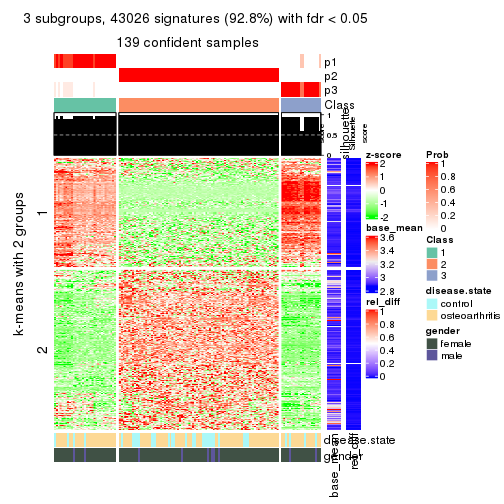 3 subgroups, 43026 signatures (92.8%) with fdr < 0.05
139 confident samples
p1
p2
p3
Class
1
0.5
0
silhouette
Silhouette
score
k-means with 2 groups
1
2
z-score
2
1
0
-1
-2
base_mean
3.6
3.4
3.2
3
2.8
rel_diff
1
0.8
0.6
0.4
0.2
0
Prob
1
0.8
0.6
0.4
0.2
0
Class
1
2
3
disease.state
control
osteoarthritis
gender
female
male
disease.state
gender
base_mean
rel_diff